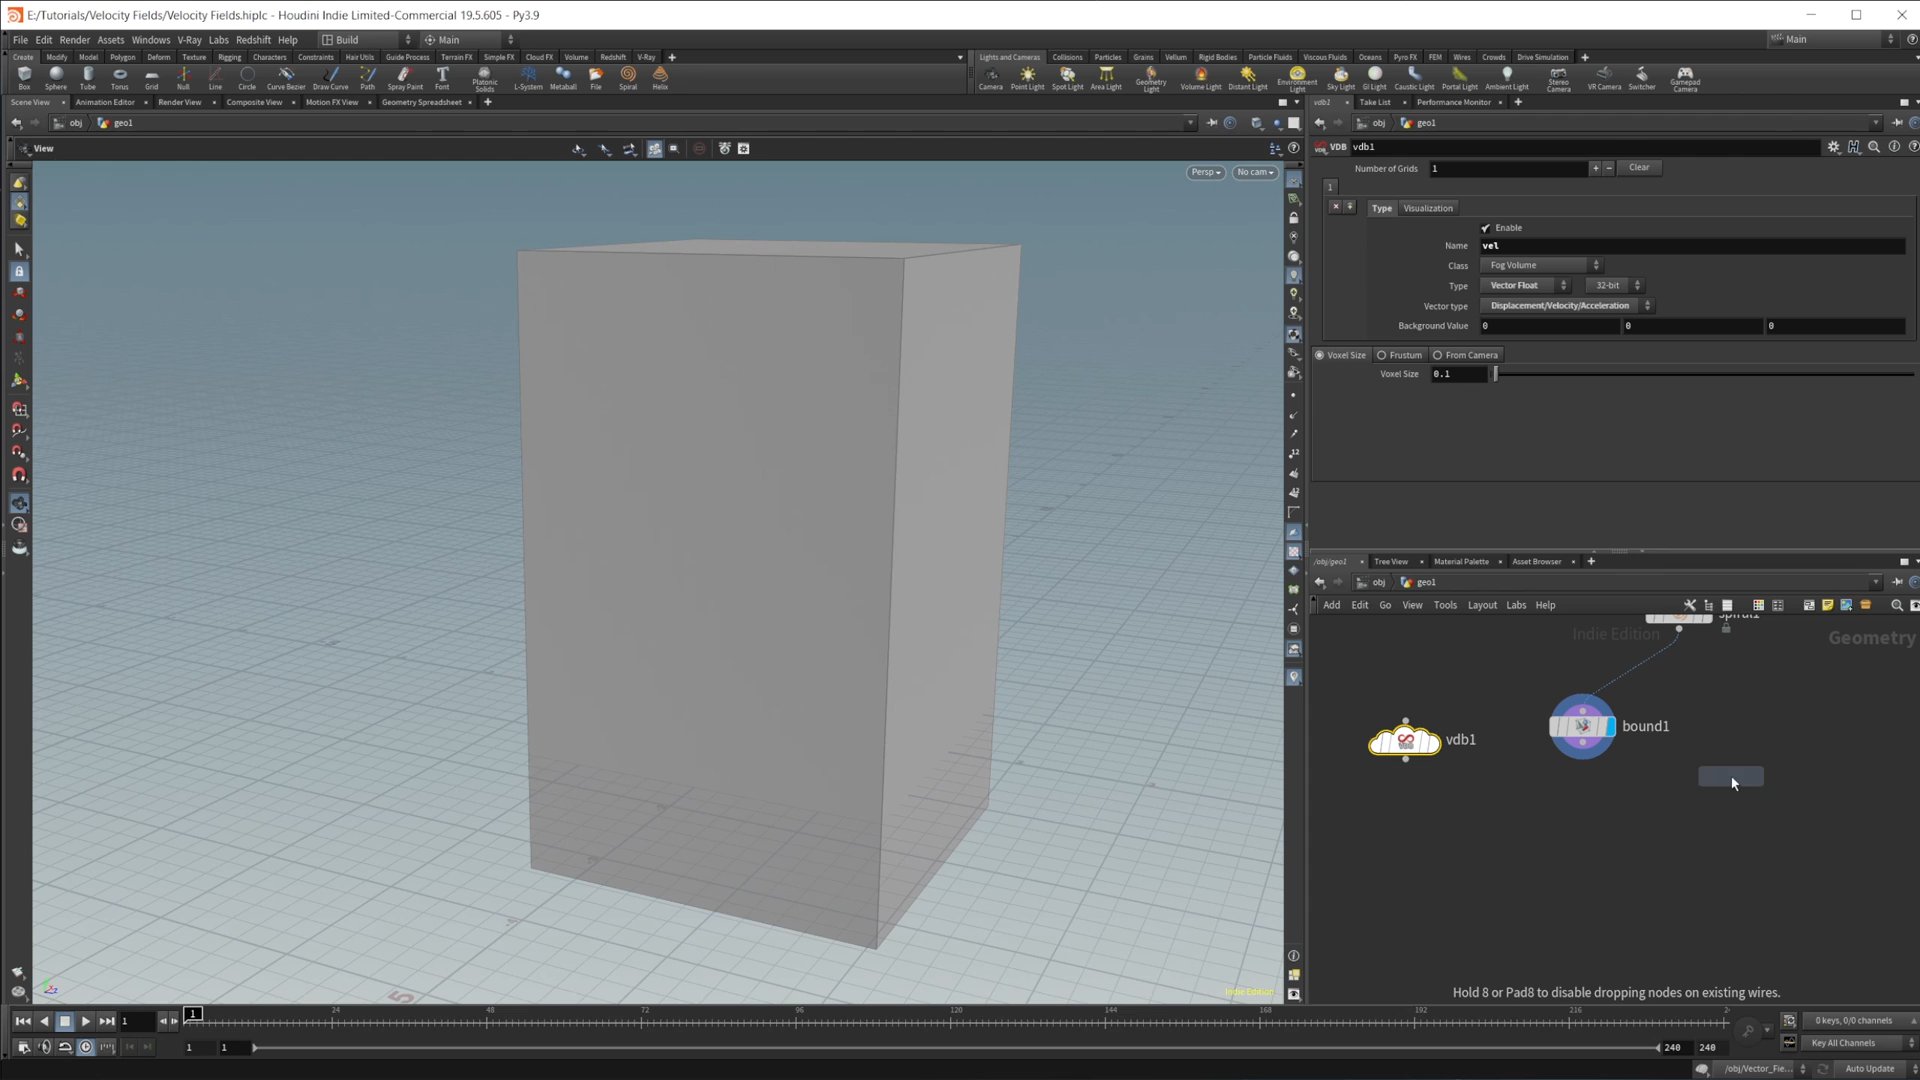 E:/Tutorials/Velocity Fields/Velocity Fields.hiplc - Houdini Indie Limited-Commercial 19.5.605 - Py3.9
File Edit Render Assets Windows V-Ray Labs Redshift Help Build Main Main
Create Modify Model Polygon Deform Texture Rigging Characters Constraints Hair Utils Guide Process Terrain FX Simple FX Cloud FX Volume Redshift V-Ray
Lights and Cameras Collisions Particles Grains Vellum Rigid Bodies Particle Fluids Viscous Fluids Oceans Pyro FX FEM Wires Crowds Drive Simulation
Box Sphere Tube Torus Grid Null Line Circle Curve Bezier Draw Curve Path Spray Paint Font Platonic Solids L-System Metaball File Spiral Helix
Camera Point Light Spot Light Area Light Geometry Light Volume Light Distant Light Environment Light Sky Light GI Light Caustic Light Portal Light Ambient Light Stereo Camera VR Camera Switcher Gamepad Camera
Scene View Animation Editor Render View Composite View Motion FX View Geometry Spreadsheet
vdb1 Take List Performance Monitor
obj geo1
obj geo1
View
Persp No cam
VDB vdb1
Number of Grids 1 Clear
1
Type Visualization
Enable
Name vel
Class Fog Volume
Type Vector Float 32-bit
Vector type Displacement/Velocity/Acceleration
Background Value 0 0 0
Voxel Size Frustum From Camera
Voxel Size 0.1
/obj/geo1 Tree View Material Palette Asset Browser
obj geo1
Add Edit Go View Tools Layout Labs Help
spiral1
Indie Edition
Geometry
bound1
vdb1
Hold 8 or Pad8 to disable dropping nodes on existing wires.
Indie Edition
1 1 24 48 72 96 120 144 168 192 216
0 keys, 0/0 channels
1 1 240 240
Key All Channels
/obj/Vector_Fie... Auto Update